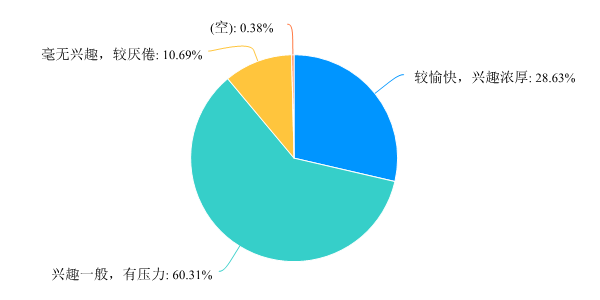 (空): 0.38%
毫无兴趣，较厌倦: 10.69%
较愉快，兴趣浓厚: 28.63%
兴趣一般，有压力: 60.31%